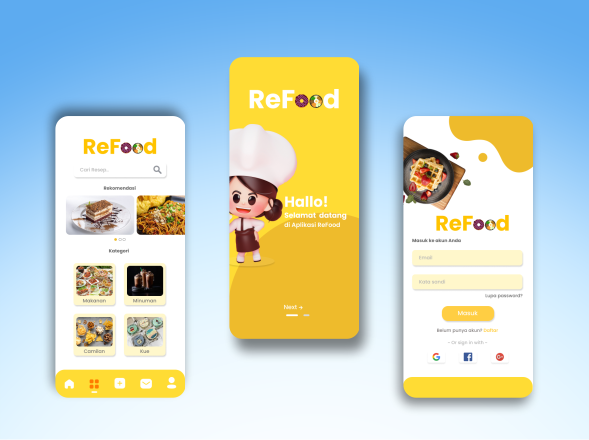 ReFood
Cari Resep...
Rekomendasi
Kategori
Makanan
Minuman
Camilan
Kue
ReFood
Hallo!
Selamat datang
di Aplikasi ReFood
Next →
ReFood
Masuk ke akun Anda
Email
Kata sandi
Lupa password?
Masuk
Belum punya akun? Daftar
- Or sign in with -